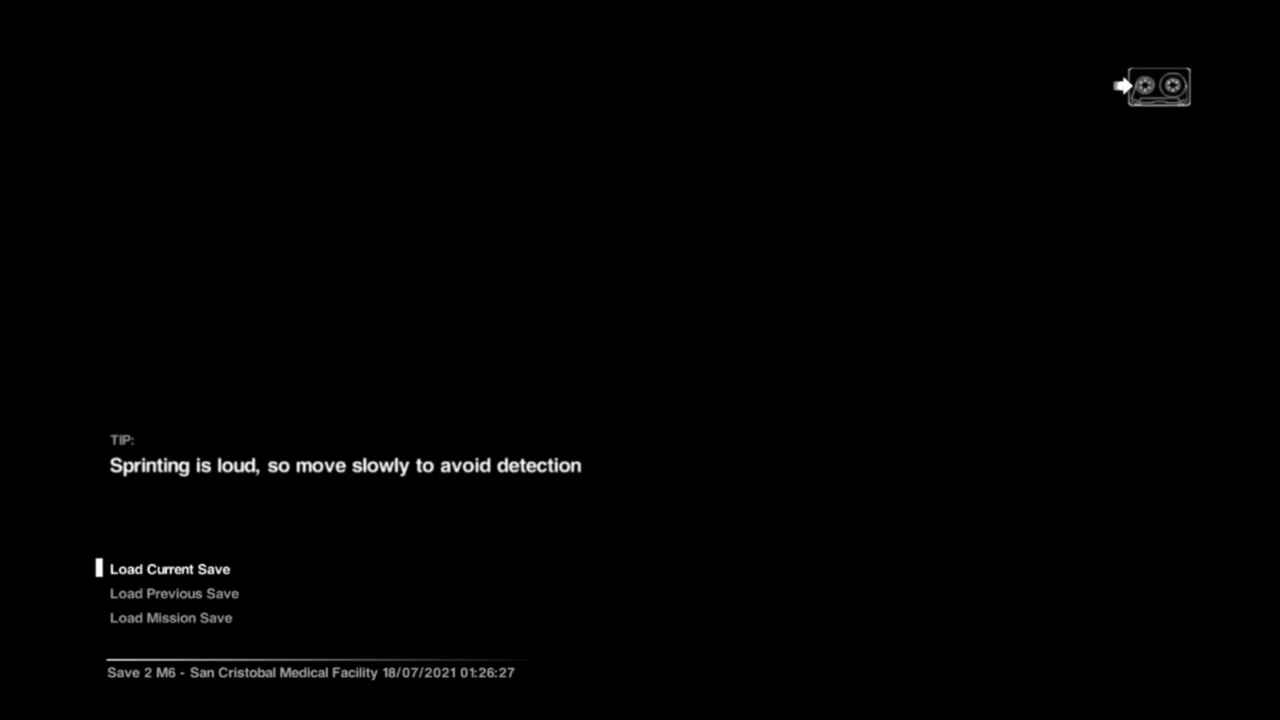 TIP:
Sprinting is loud, so move slowly to avoid detection
Load Current Save
Load Previous Save
Load Mission Save
Save 2 M6 - San Cristobal Medical Facility 18/07/2021 01:26:27